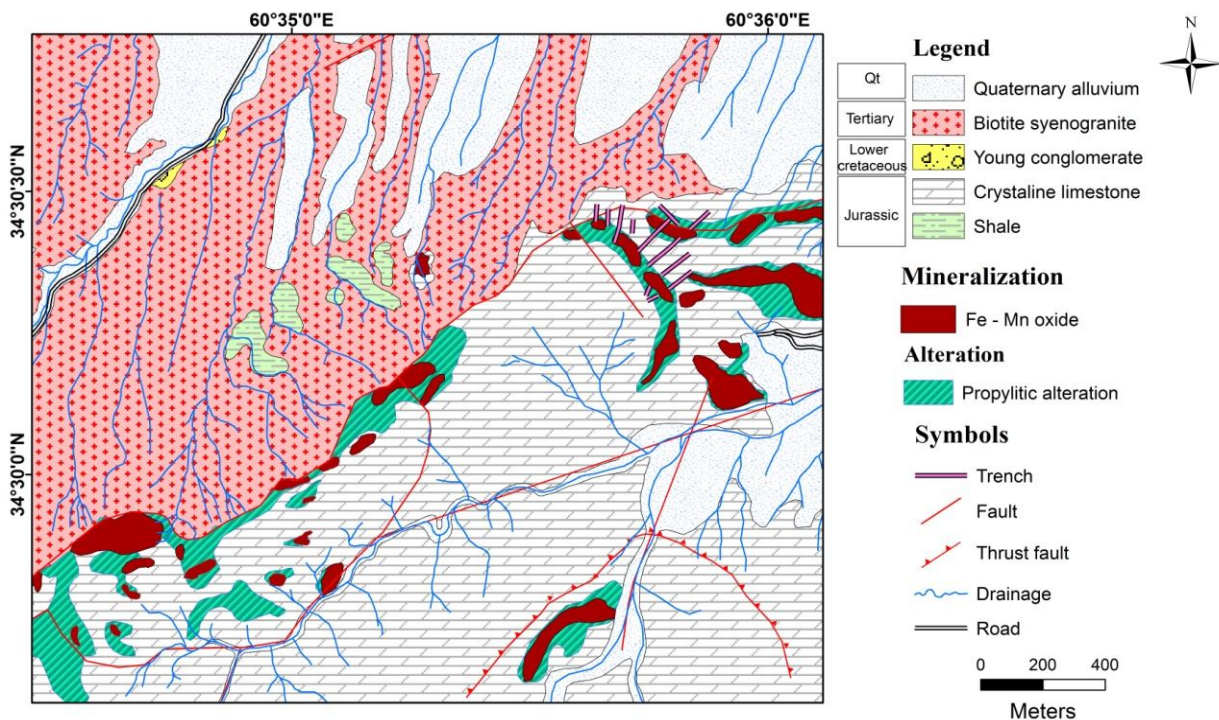 60°35'0"E
60°36'0"E
N
34°30'30"N
34°30'0"N
Legend
Qt
Quaternary alluvium
Tertiary
Biotite syenogranite
Lower
cretaceous
Young conglomerate
Jurassic
Crystaline limestone
Shale
Mineralization
Fe - Mn oxide
Alteration
Propylitic alteration
Symbols
Trench
Fault
Thrust fault
Drainage
Road
0 200 400
Meters